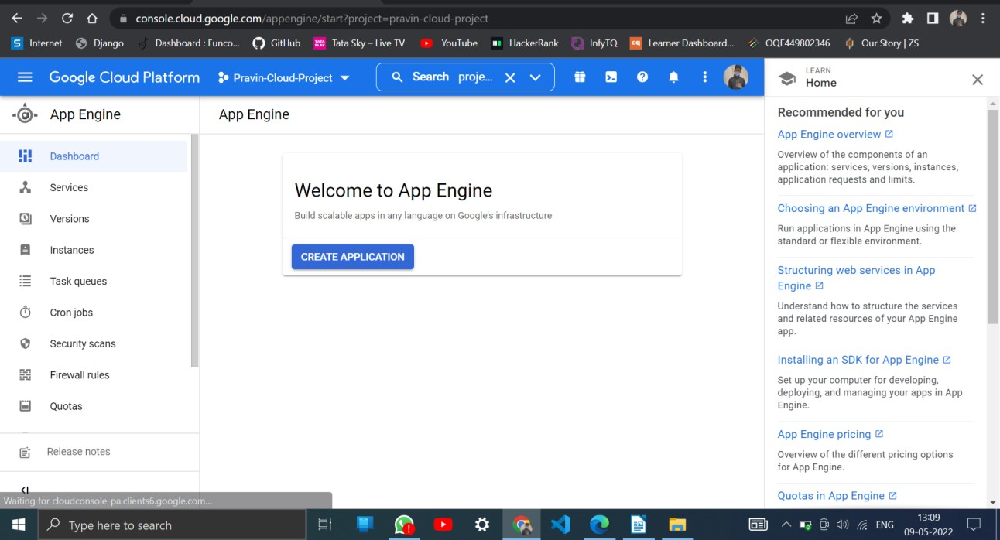 console.cloud.google.com/appengine/start?project=pravin-cloud-project
Internet Django Dashboard : Funco... GitHub Tata Sky – Live TV YouTube HackerRank InfyTQ Learner Dashboard... OQE449802346 Our Story | ZS
Google Cloud Platform Pravin-Cloud-Project Search proje...
LEARN
Home
App Engine
App Engine
Dashboard
Services
Versions
Instances
Task queues
Cron jobs
Security scans
Firewall rules
Quotas
Release notes
Waiting for cloudconsole-pa.clients6.google.com...
Welcome to App Engine
Build scalable apps in any language on Google's infrastructure
CREATE APPLICATION
Recommended for you
App Engine overview
Overview of the components of an
application: services, versions, instances,
application requests and limits.
Choosing an App Engine environment
Run applications in App Engine using the
standard or flexible environment.
Structuring web services in App
Engine
Understand how to structure the services
and related resources of your App Engine
app.
Installing an SDK for App Engine
Set up your computer for developing,
deploying, and managing your apps in App
Engine.
App Engine pricing
Overview of the different pricing options
for App Engine.
Quotas in App Engine
Type here to search
ENG
13:09
09-05-2022